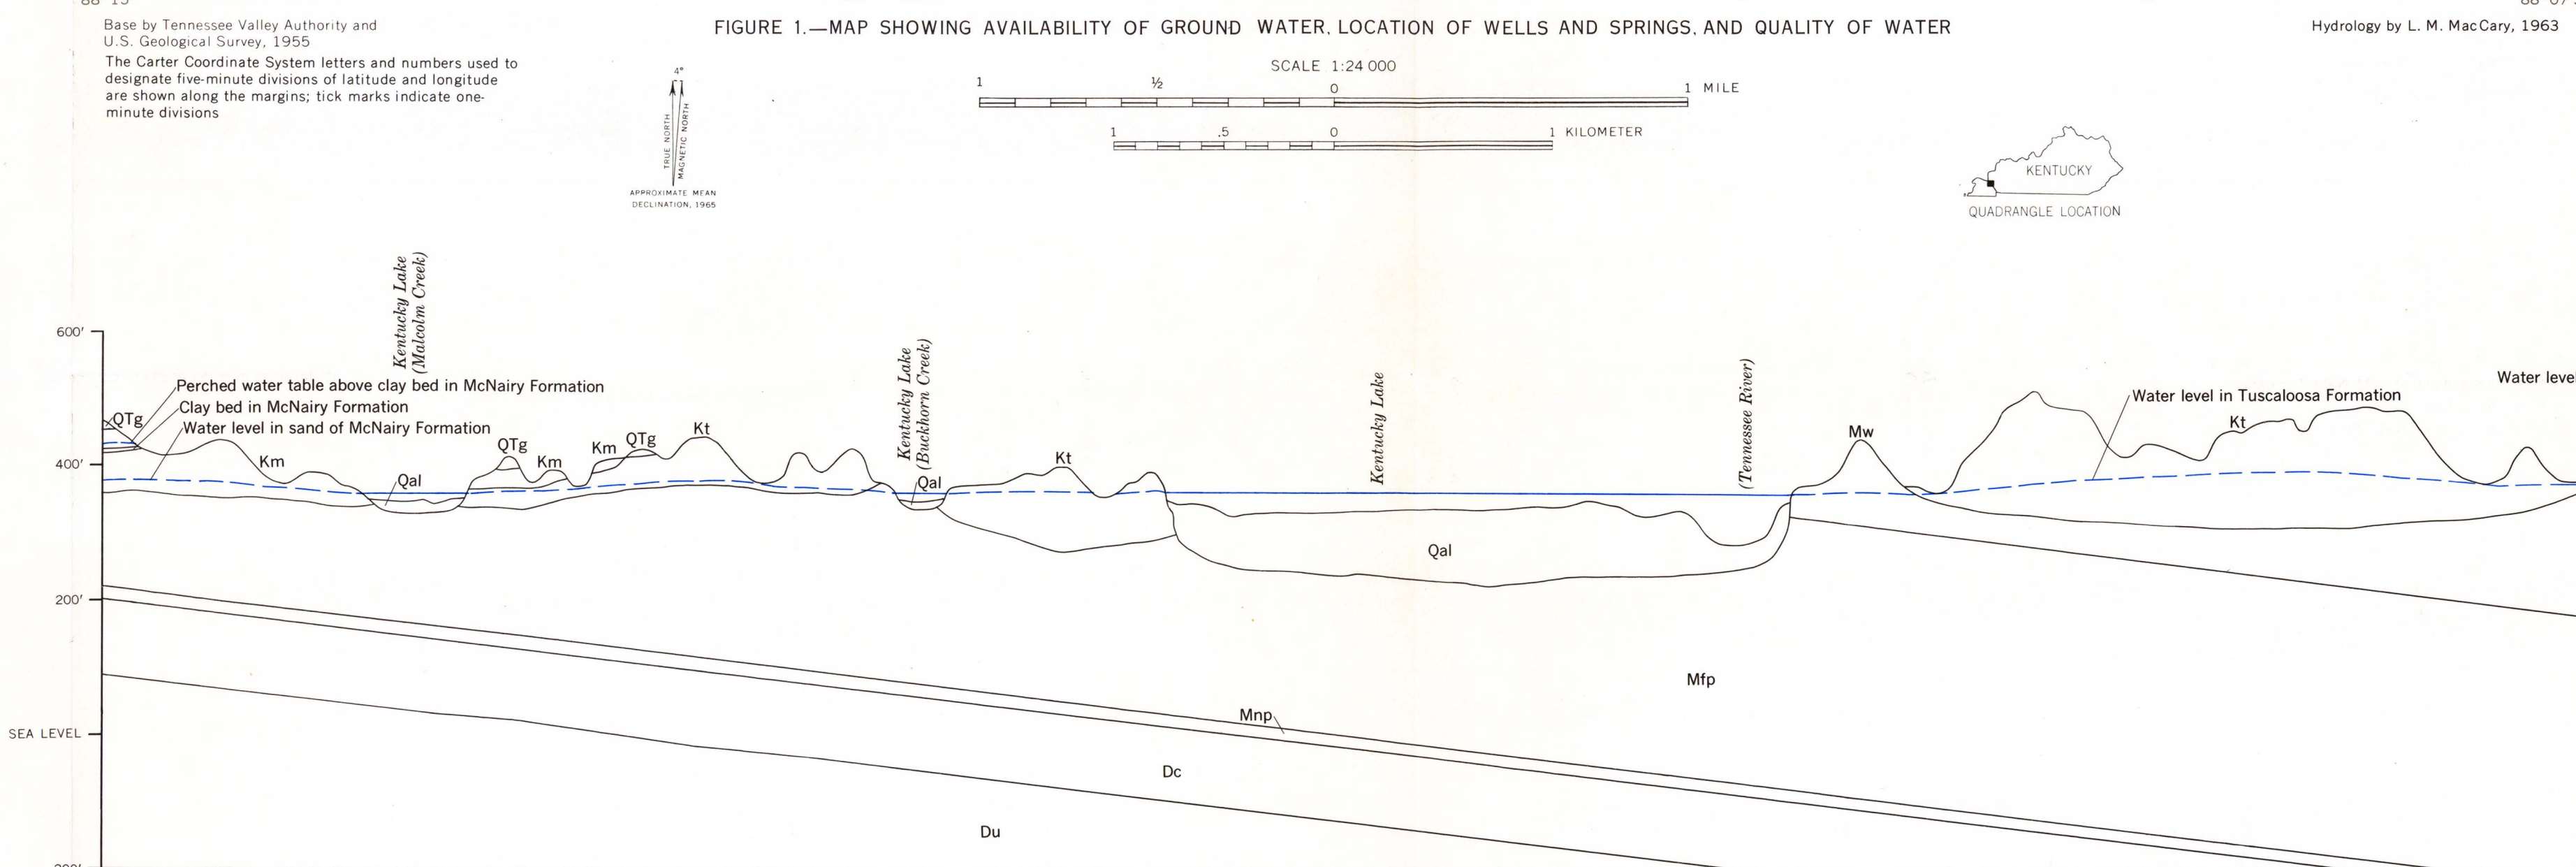 Base by Tennessee Valley Authority and
U.S. Geological Survey, 1955
The Carter Coordinate System letters and numbers used to
designate five-minute divisions of latitude and longitude
are shown along the margins; tick marks indicate one-
minute divisions
FIGURE 1.—MAP SHOWING AVAILABILITY OF GROUND WATER, LOCATION OF WELLS AND SPRINGS, AND QUALITY OF WATER
Hydrology by L. M. MacCary, 1963
4°
TRUE NORTH
MAGNETIC NORTH
APPROXIMATE MEAN
DECLINATION, 1965
SCALE 1:24 000
1 ½ 0 1 MILE
1 .5 0 1 KILOMETER
KENTUCKY
QUADRANGLE LOCATION
Kentucky Lake
(Malcolm Creek)
Kentucky Lake
(Buckhorn Creek)
Kentucky Lake
(Tennessee River)
600'
400'
200'
SEA LEVEL
Perched water table above clay bed in McNairy Formation
Clay bed in McNairy Formation
Water level in sand of McNairy Formation
Water level in Tuscaloosa Formation
Water level
QTg
Km
Qal
QTg
Km
Km
QTg
Kt
Qal
Kt
Qal
Mw
Kt
Mfp
Mnp
Dc
Du